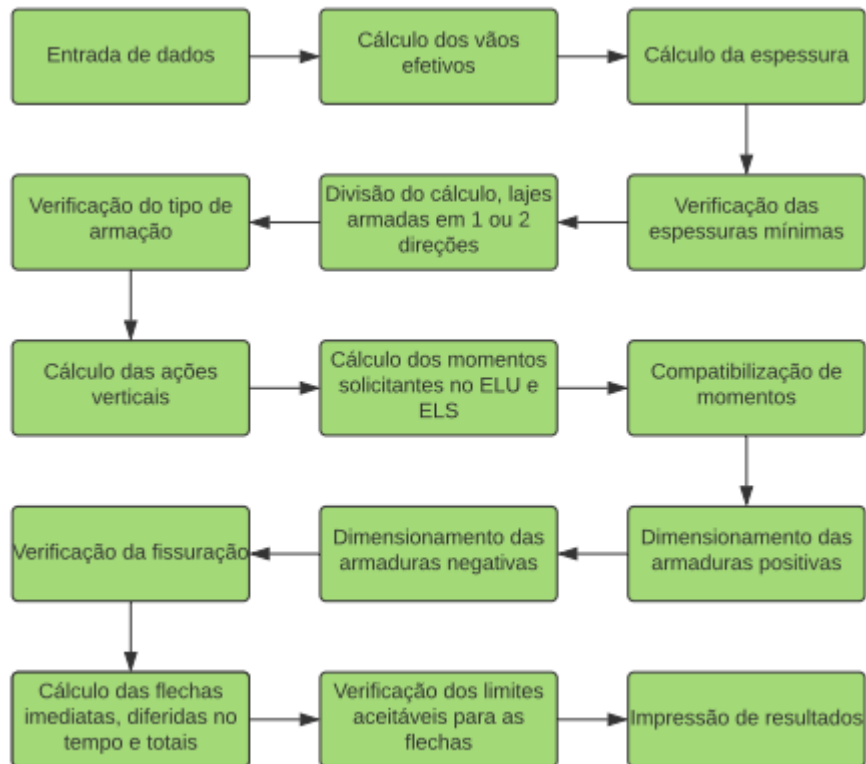 Entrada de dados
Cálculo dos vãos
efetivos
Cálculo da espessura
Verificação do tipo de
armação
Divisão do cálculo, lajes
armadas em 1 ou 2
direções
Verificação das
espessuras mínimas
Cálculo das ações
verticais
Cálculo dos momentos
solicitantes no ELU e
ELS
Compatibilização de
momentos
Verificação da fissuração
Dimensionamento das
armaduras negativas
Dimensionamento das
armaduras positivas
Cálculo das flechas
imediatas, diferidas no
tempo e totais
Verificação dos limites
aceitáveis para as
flechas
Impressão de resultados